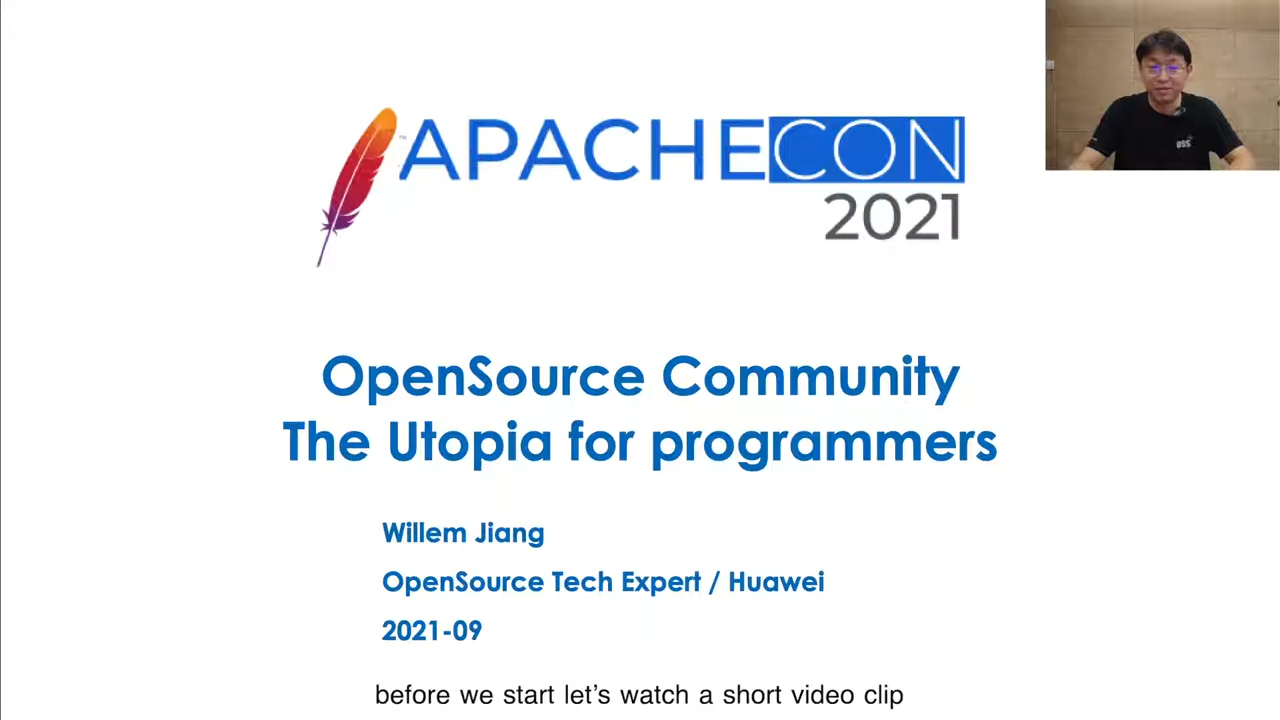 APACHECON
2021
OpenSource Community
The Utopia for programmers
Willem Jiang
OpenSource Tech Expert / Huawei
2021-09
before we start let's watch a short video clip